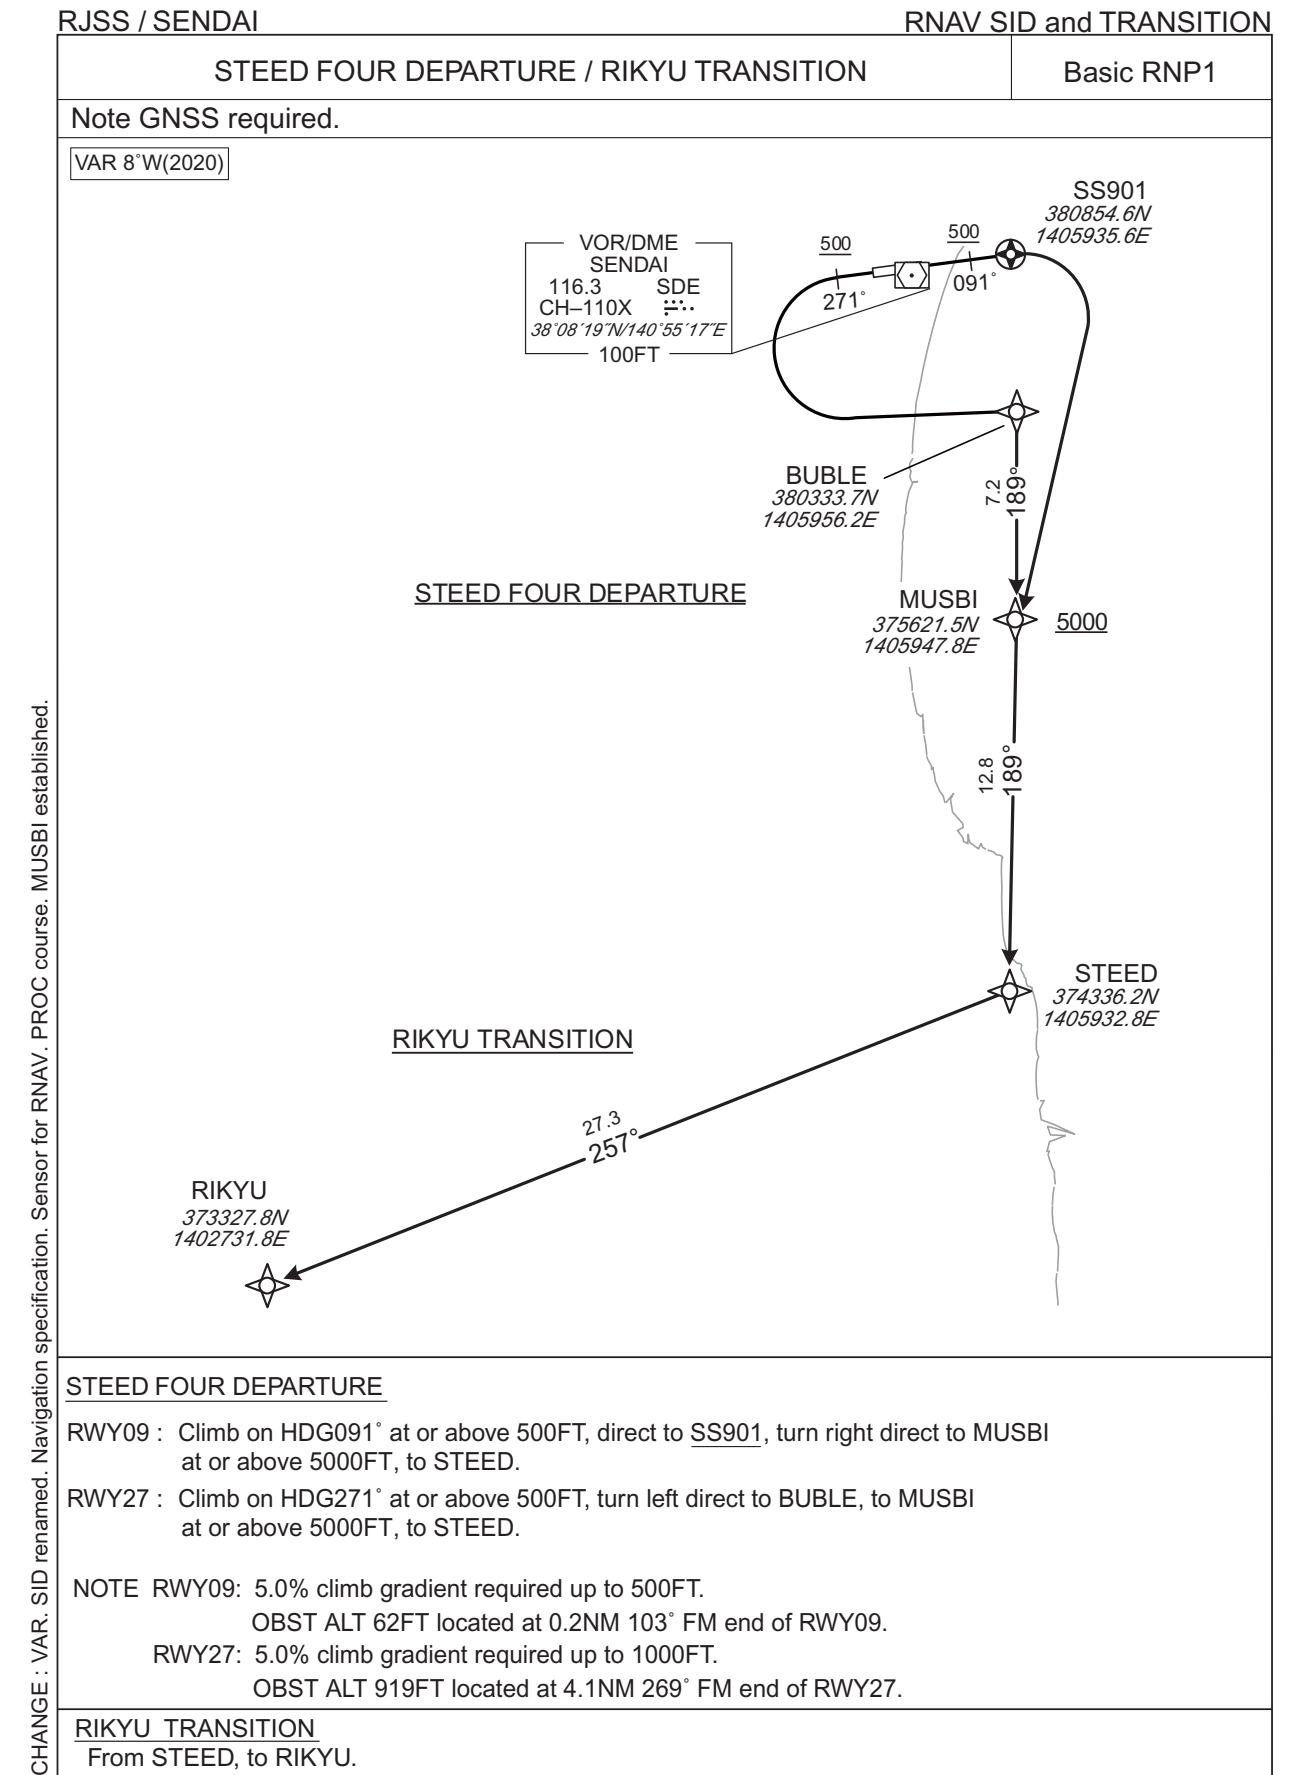 RJSS / SENDAI
RNAV SID and TRANSITION
STEED FOUR DEPARTURE / RIKYU TRANSITION
Basic RNP1
Note GNSS required.
VAR 8°W(2020)
SS901
380854.6N
1405935.6E
VOR/DME
SENDAI
116.3 SDE
CH–110X
38°08´19˝N/140°55´17˝E
100FT
500
271°
500
091°
BUBLE
380333.7N
1405956.2E
7.2
189°
STEED FOUR DEPARTURE
MUSBI
375621.5N
1405947.8E
5000
12.8
189°
STEED
374336.2N
1405932.8E
RIKYU TRANSITION
27.3
257°
RIKYU
373327.8N
1402731.8E
STEED FOUR DEPARTURE
RWY09 : Climb on HDG091° at or above 500FT, direct to SS901, turn right direct to MUSBI
at or above 5000FT, to STEED.
RWY27 : Climb on HDG271° at or above 500FT, turn left direct to BUBLE, to MUSBI
at or above 5000FT, to STEED.
NOTE RWY09: 5.0% climb gradient required up to 500FT.
OBST ALT 62FT located at 0.2NM 103° FM end of RWY09.
RWY27: 5.0% climb gradient required up to 1000FT.
OBST ALT 919FT located at 4.1NM 269° FM end of RWY27.
RIKYU TRANSITION
From STEED, to RIKYU.
CHANGE : VAR. SID renamed. Navigation specification. Sensor for RNAV. PROC course. MUSBI established.